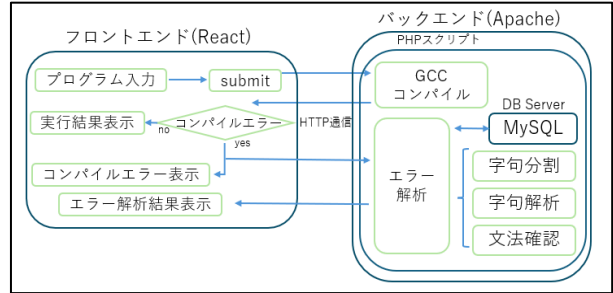 フロントエンド(React)
プログラム入力
submit
実行結果表示
no
コンパイルエラー
yes
HTTP通信
コンパイルエラー表示
エラー解析結果表示
バックエンド(Apache)
PHPスクリプト
GCC
コンパイル
DB Server
MySQL
エラー
解析
字句分割
字句解析
文法確認